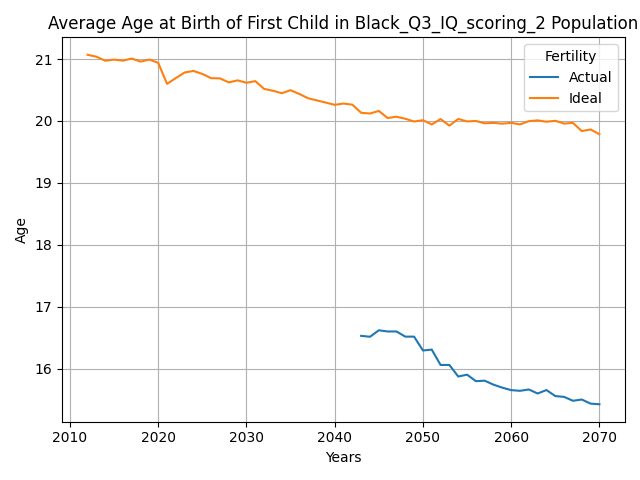 Average Age at Birth of First Child in Black_Q3_IQ_scoring_2 Population
Fertility
Actual
Ideal
21
20
19
18
17
16
Age
2010
2020
2030
2040
2050
2060
2070
Years